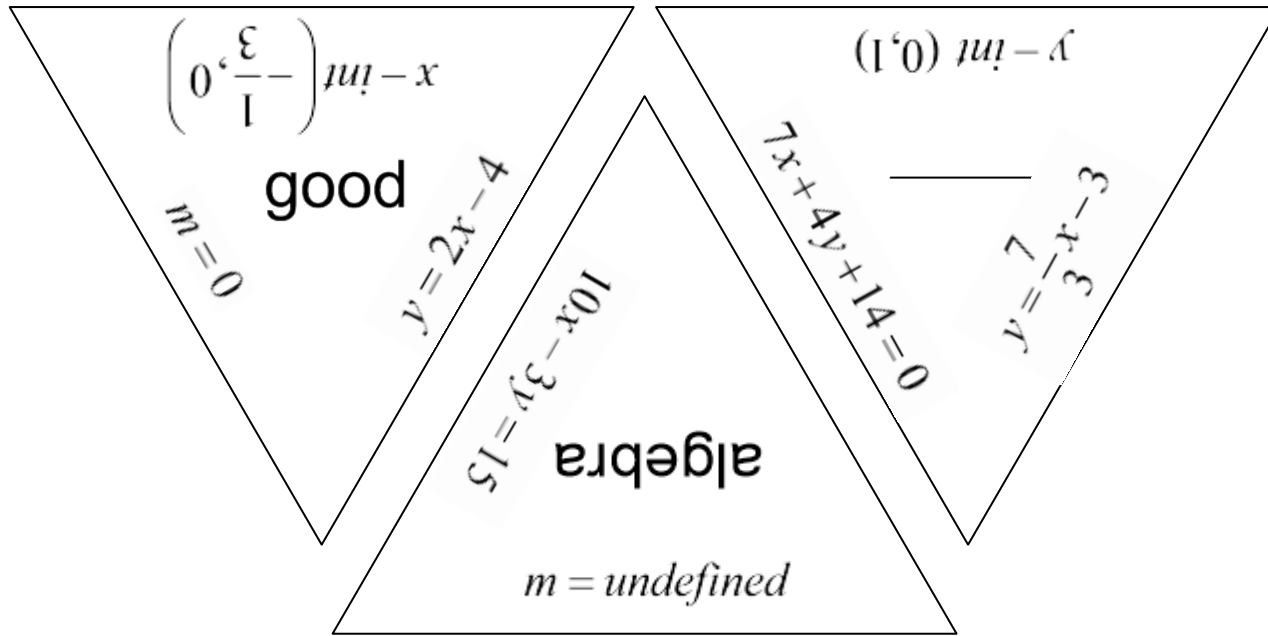 x − int (−1/3, 0)
good
m = 0
y = 2x − 4
10x − 3y = 15
algebra
m = undefined
y − int (0,1)
7x + 4y + 14 = 0
y = 7/3 x − 3